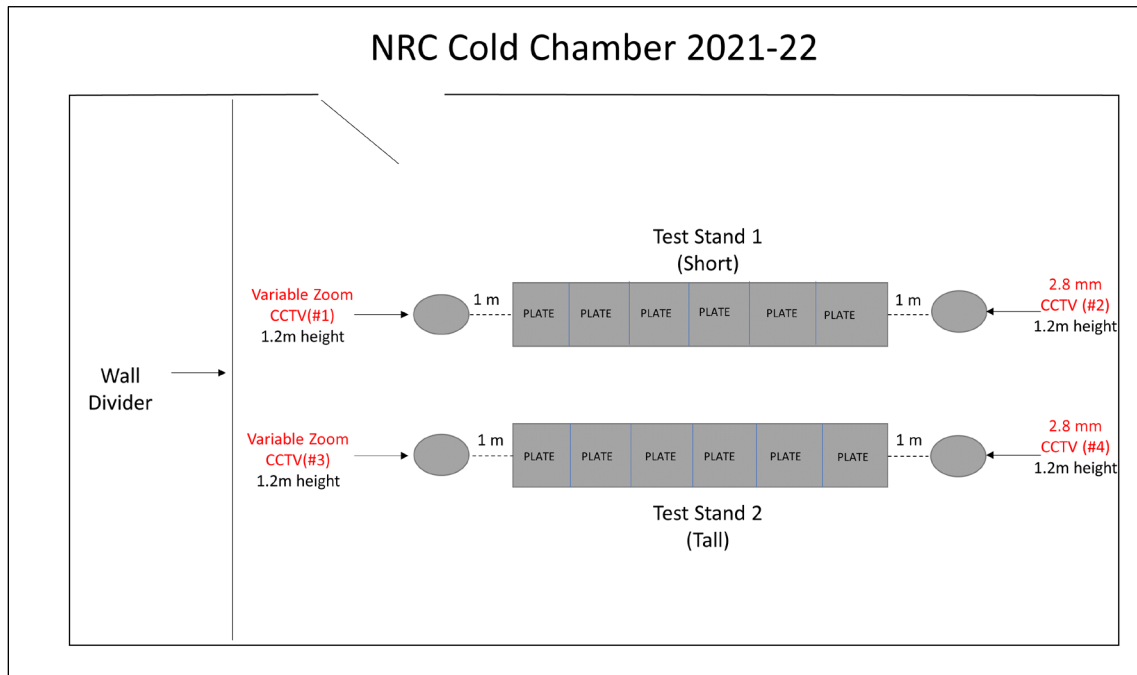 NRC Cold Chamber 2021-22
Test Stand 1
(Short)
Variable Zoom
CCTV(#1)
1.2m height
1 m
PLATE PLATE PLATE PLATE PLATE PLATE
1 m
2.8 mm
CCTV (#2)
1.2m height
Wall
Divider
Variable Zoom
CCTV(#3)
1.2m height
1 m
PLATE PLATE PLATE PLATE PLATE PLATE
1 m
2.8 mm
CCTV (#4)
1.2m height
Test Stand 2
(Tall)